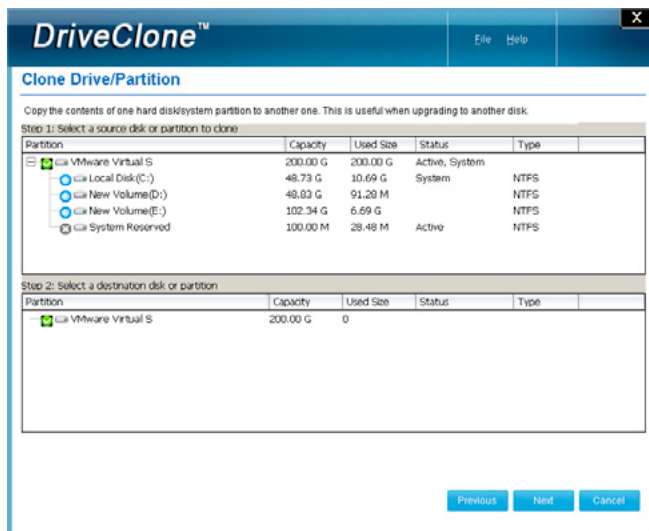 X
DriveClone™
File Help
Clone Drive/Partition
Copy the contents of one hard disk/system partition to another one. This is useful when upgrading to another disk.
Step 1: Select a source disk or partition to clone
Partition Capacity Used Size Status Type
VMware Virtual S 200.00 G 200.00 G Active, System
Local Disk(C:) 48.73 G 10.69 G System NTFS
New Volume(D:) 48.83 G 91.28 M NTFS
New Volume(E:) 102.34 G 6.69 G NTFS
System Reserved 100.00 M 28.48 M Active NTFS
Step 2: Select a destination disk or partition
Partition Capacity Used Size Status Type
VMware Virtual S 200.00 G 0
Previous Next Cancel